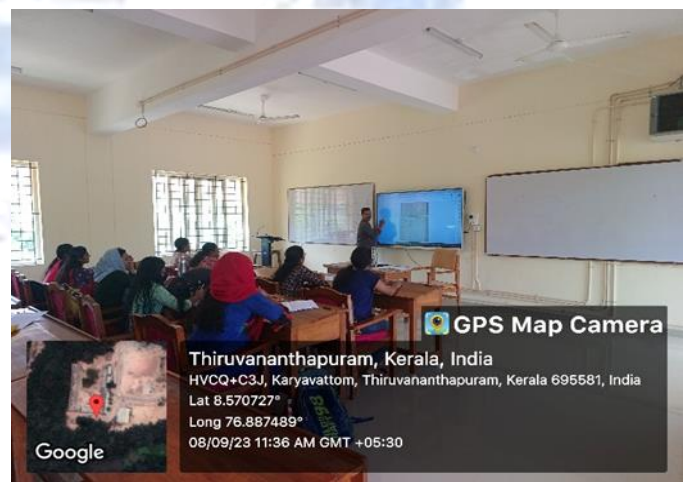 GPS Map Camera
Thiruvananthapuram, Kerala, India
HVCQ+C3J, Karyavattom, Thiruvananthapuram, Kerala 695581, India
Lat 8.570727°
Long 76.887489°
08/09/23 11:36 AM GMT +05:30
Google